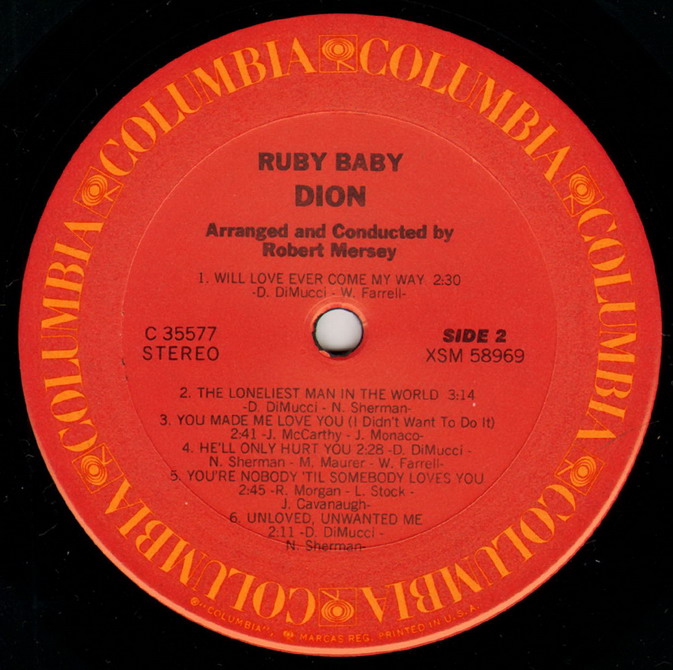 COLUMBIA COLUMBIA COLUMBIA COLUMBIA COLUMBIA COLUMBIA
RUBY BABY
DION
Arranged and Conducted by
Robert Mersey
1. WILL LOVE EVER COME MY WAY 2:30
-D. DiMucci - W. Farrell-
C 35577
STEREO
SIDE 2
XSM 58969
2. THE LONELIEST MAN IN THE WORLD 3:14
-D. DiMucci - N. Sherman-
3. YOU MADE ME LOVE YOU (I Didn't Want To Do It)
2:41 -J. McCarthy - J. Monaco-
4. HE'LL ONLY HURT YOU 2:28 -D. DiMucci -
N. Sherman - M. Maurer - W. Farrell-
5. YOU'RE NOBODY 'TIL SOMEBODY LOVES YOU
2:45 -R. Morgan - L. Stock -
J. Cavanaugh-
6. UNLOVED, UNWANTED ME
2:11 -D. DiMucci -
N. Sherman-
®"COLUMBIA", ® MARCAS REG. PRINTED IN U.S.A.